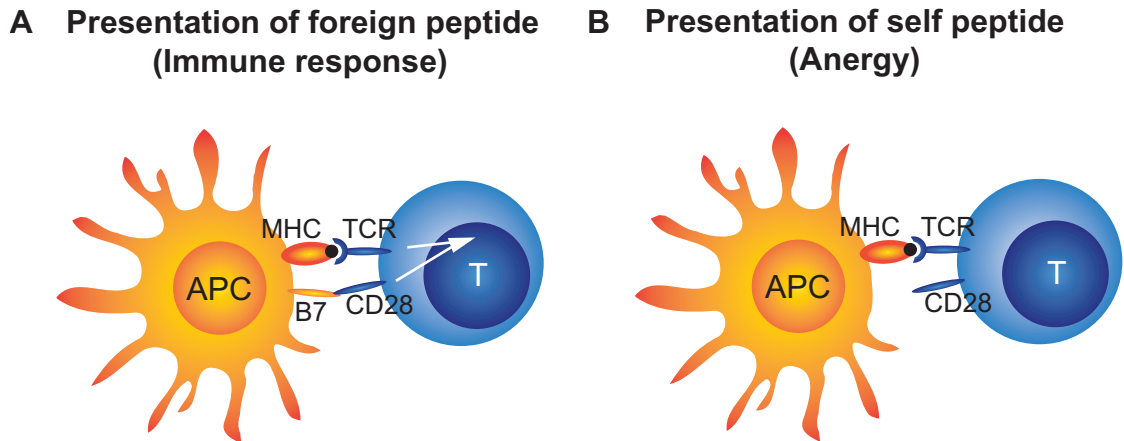 A Presentation of foreign peptide
(Immune response)
MHC TCR
APC
T
B7
CD28
B Presentation of self peptide
(Anergy)
MHC TCR
APC
T
CD28